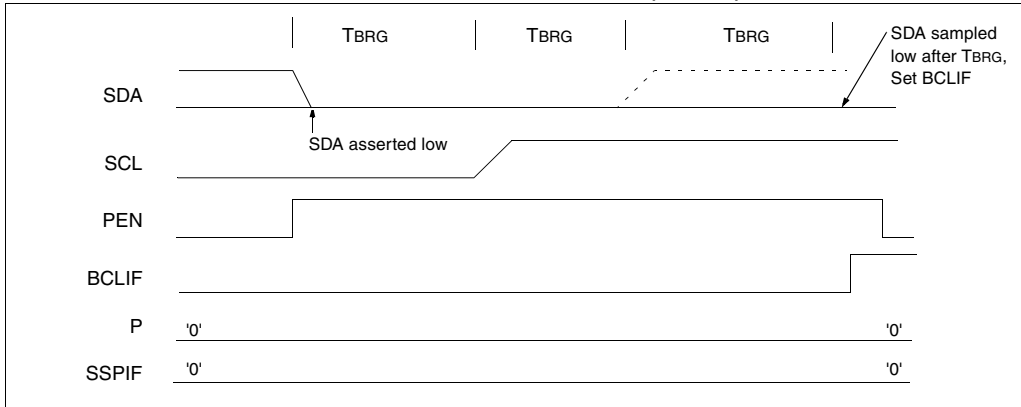 TBRG TBRG TBRG
SDA sampled
low after TBRG,
Set BCLIF
SDA
SDA asserted low
SCL
PEN
BCLIF
P '0' '0'
SSPIF '0' '0'